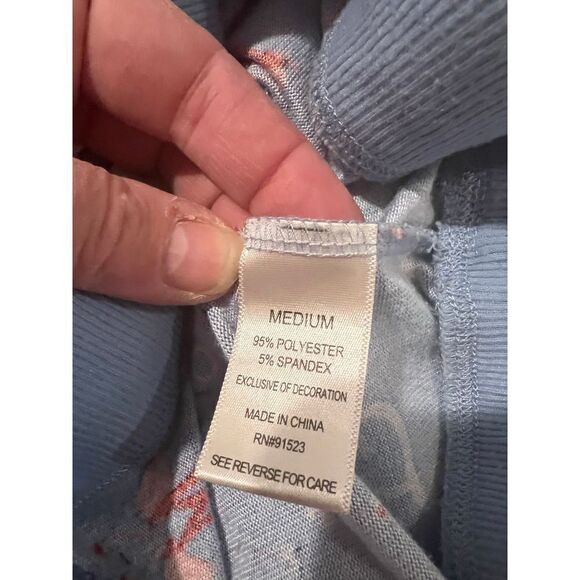 MEDIUM
95% POLYESTER
5% SPANDEX
EXCLUSIVE OF DECORATION
MADE IN CHINA
RN#91523
SEE REVERSE FOR CARE